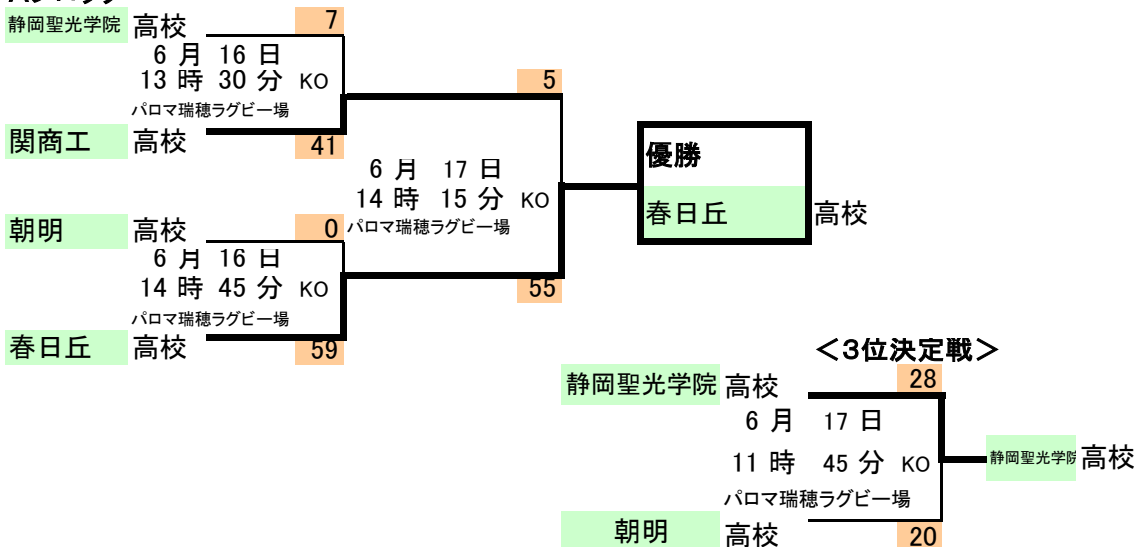 静岡聖光学院 高校 7
6 月 16 日
13 時 30 分 KO
パロマ瑞穂ラグビー場
関商工 高校 41
5
6 月 17 日
14 時 15 分 KO
パロマ瑞穂ラグビー場
55
優勝
春日丘 高校
朝明 高校 0
6 月 16 日
14 時 45 分 KO
パロマ瑞穂ラグビー場
春日丘 高校 59
＜3位決定戦＞
静岡聖光学院 高校 28
6 月 17 日
11 時 45 分 KO
パロマ瑞穂ラグビー場
朝明 高校 20
静岡聖光学院 高校